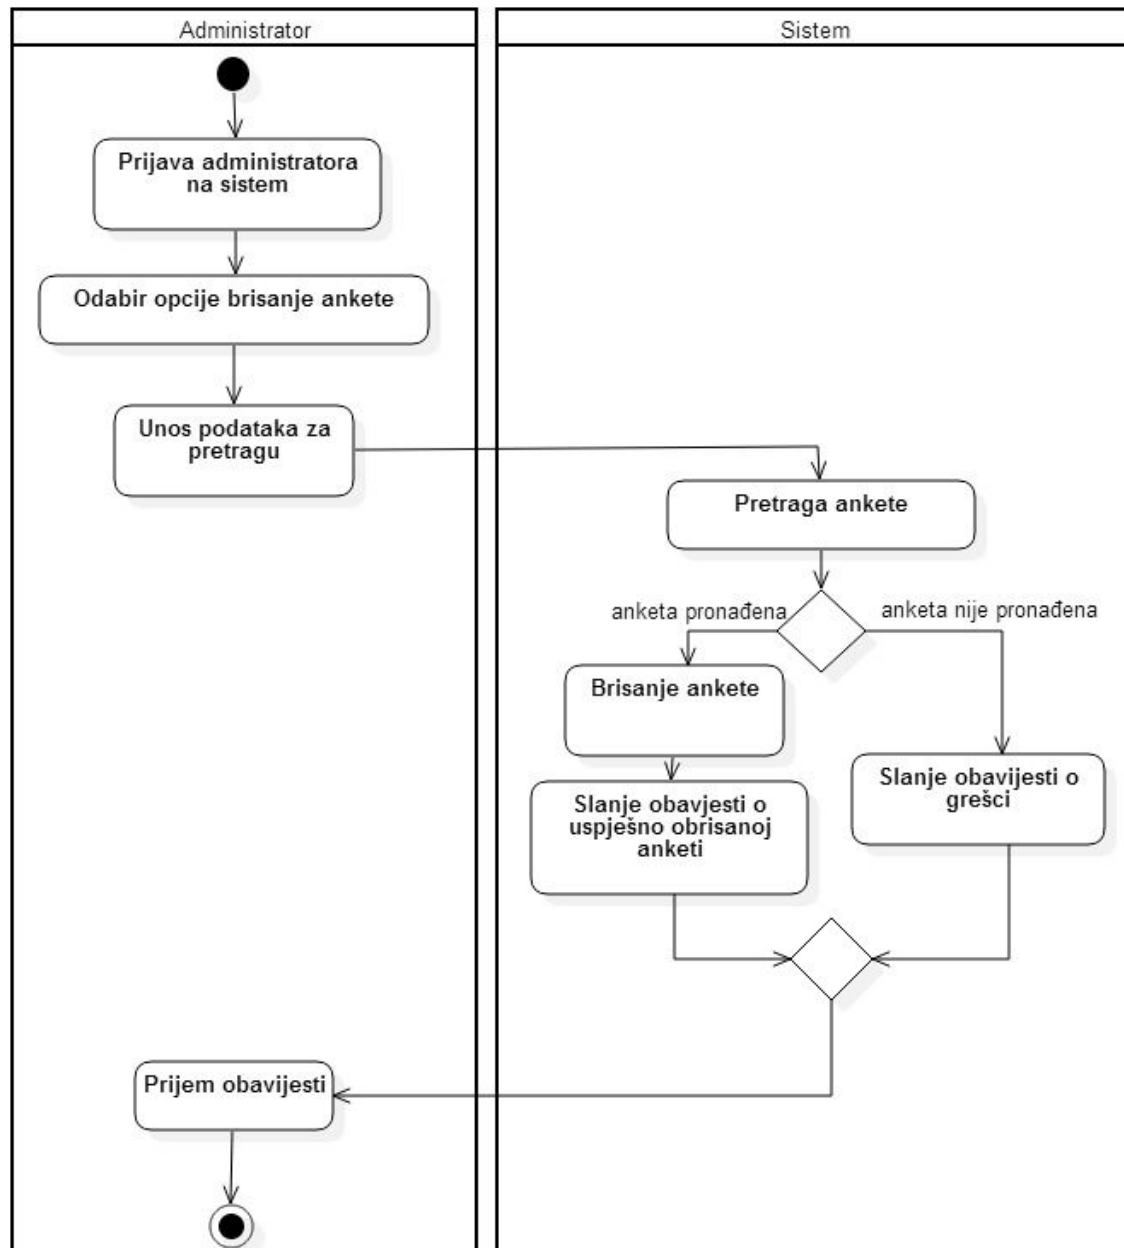 Administrator
Sistem
Prijava administratora
na sistem
Odabir opcije brisanje ankete
Unos podataka za
pretragu
Pretraga ankete
anketa pronađena
anketa nije pronađena
Brisanje ankete
Slanje obavjesti o
uspješno obrisanoj
anketi
Slanje obavijesti o
grešci
Prijem obavijesti